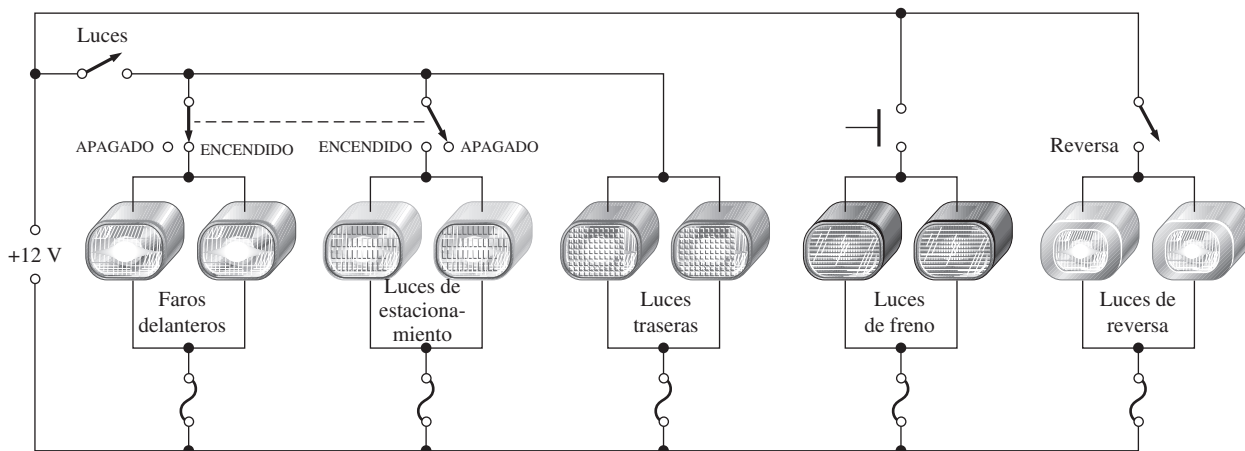 Luces
APAGADO
ENCENDIDO
ENCENDIDO
APAGADO
Reversa
+12 V
Faros
delanteros
Luces de
estaciona-
miento
Luces
traseras
Luces
de freno
Luces de
reversa